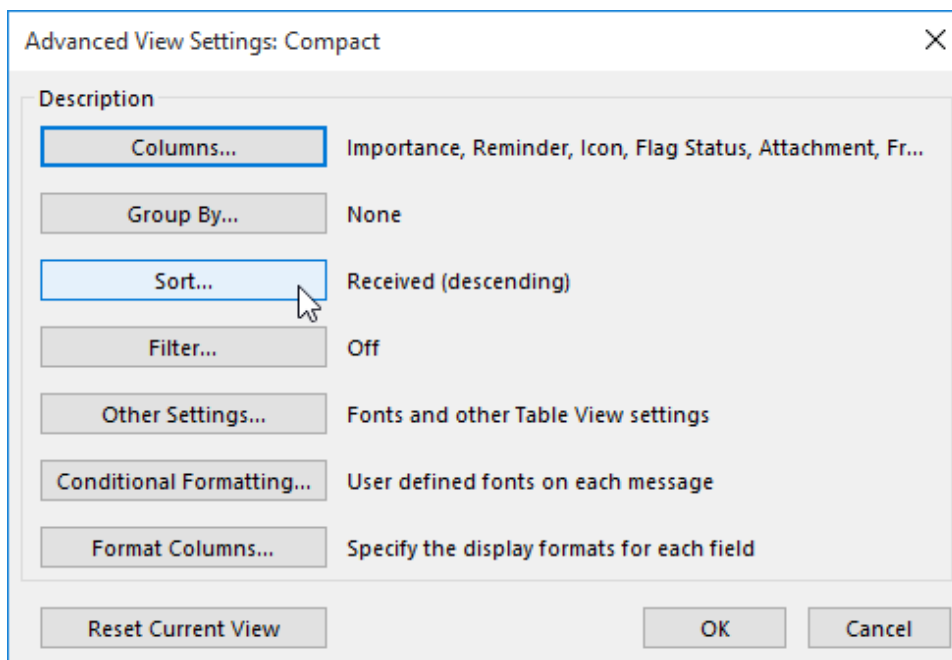 Advanced View Settings: Compact
Description
Columns... Importance, Reminder, Icon, Flag Status, Attachment, Fr...
Group By... None
Sort... Received (descending)
Filter... Off
Other Settings... Fonts and other Table View settings
Conditional Formatting... User defined fonts on each message
Format Columns... Specify the display formats for each field
Reset Current View OK Cancel